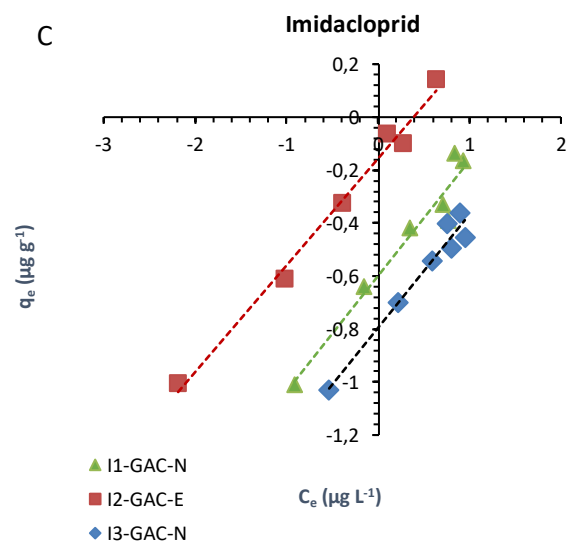 C
Imidacloprid
0,2
0
-3 -2 -1 0 1 2
-0,2
-0,4
-0,6
-0,8
-1
-1,2
qe (µg g-1)
Ce (µg L-1)
I1-GAC-N
I2-GAC-E
I3-GAC-N